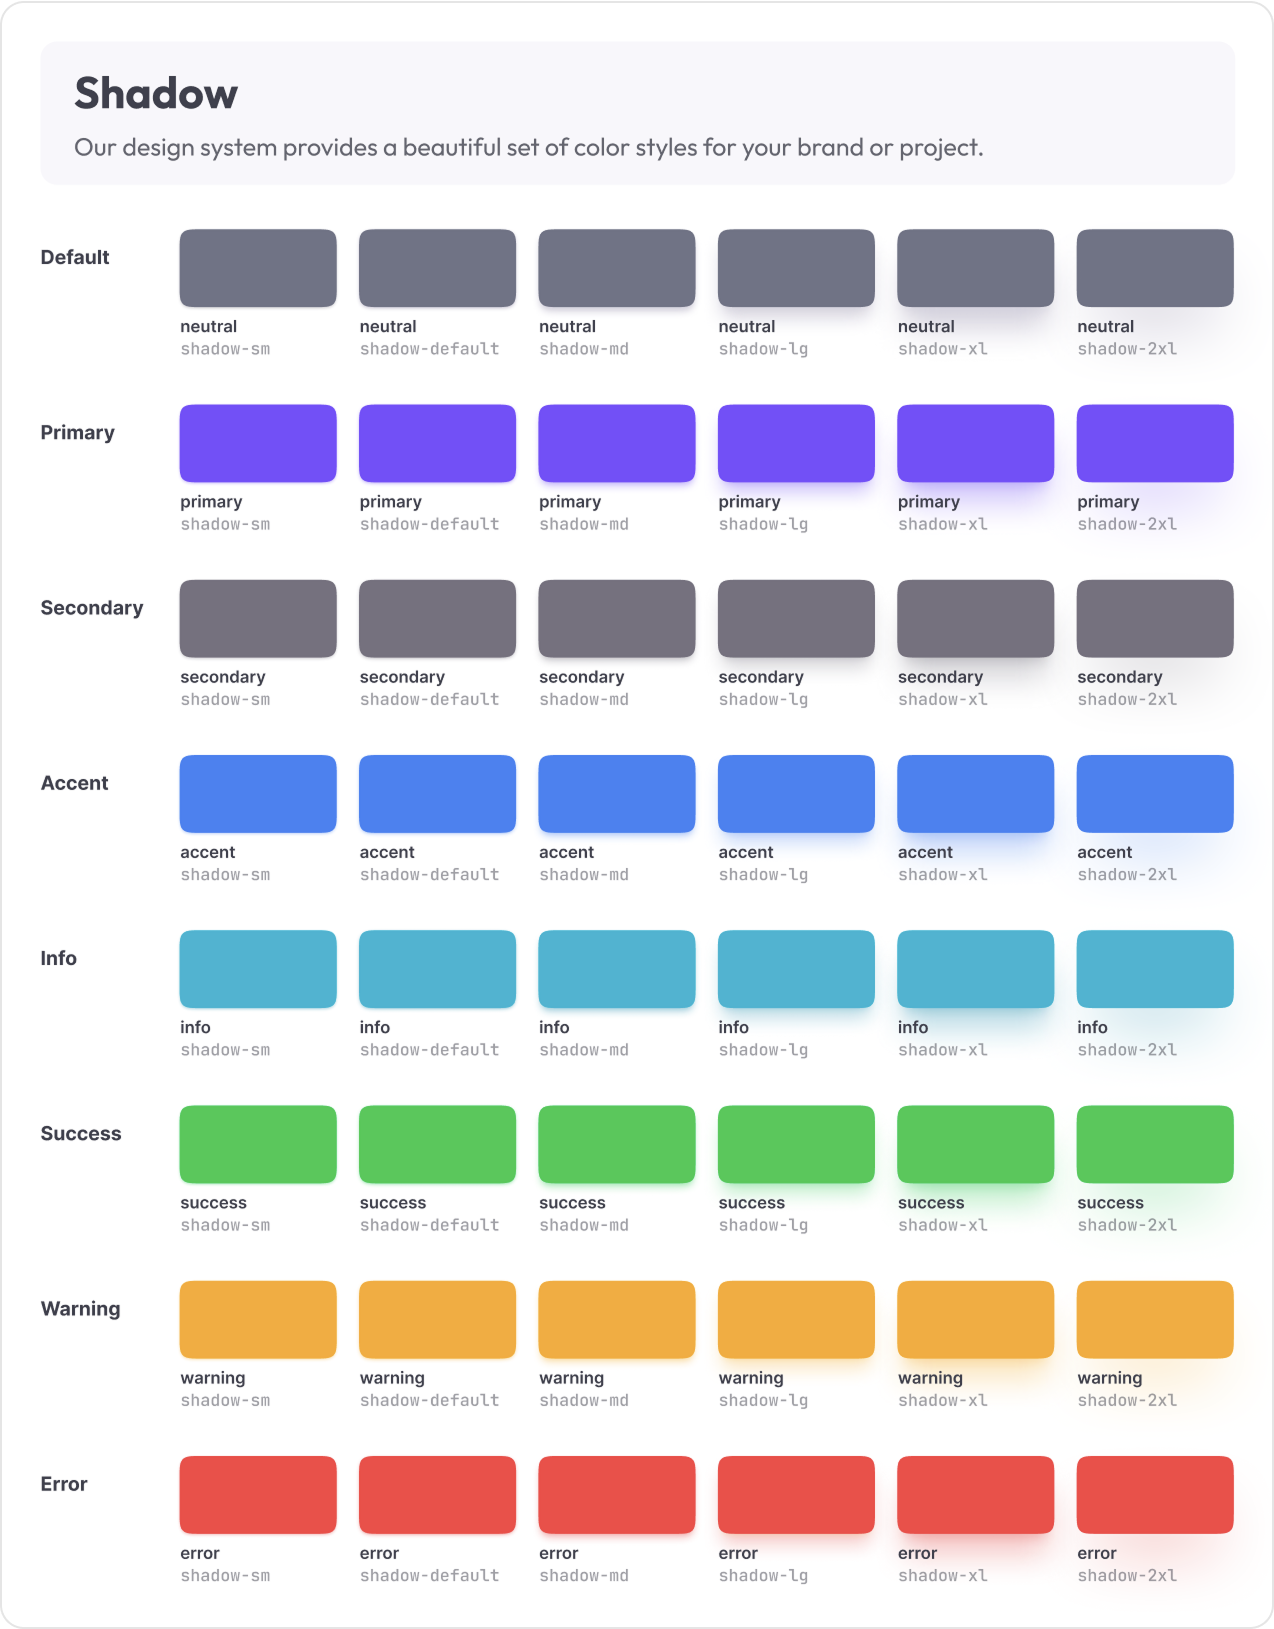 Shadow
Our design system provides a beautiful set of color styles for your brand or project.
Default
neutral neutral neutral neutral neutral neutral
shadow-sm shadow-default shadow-md shadow-lg shadow-xl shadow-2xl
Primary
primary primary primary primary primary primary
shadow-sm shadow-default shadow-md shadow-lg shadow-xl shadow-2xl
Secondary
secondary secondary secondary secondary secondary secondary
shadow-sm shadow-default shadow-md shadow-lg shadow-xl shadow-2xl
Accent
accent accent accent accent accent accent
shadow-sm shadow-default shadow-md shadow-lg shadow-xl shadow-2xl
Info
info info info info info info
shadow-sm shadow-default shadow-md shadow-lg shadow-xl shadow-2xl
Success
success success success success success success
shadow-sm shadow-default shadow-md shadow-lg shadow-xl shadow-2xl
Warning
warning warning warning warning warning warning
shadow-sm shadow-default shadow-md shadow-lg shadow-xl shadow-2xl
Error
error error error error error error
shadow-sm shadow-default shadow-md shadow-lg shadow-xl shadow-2xl